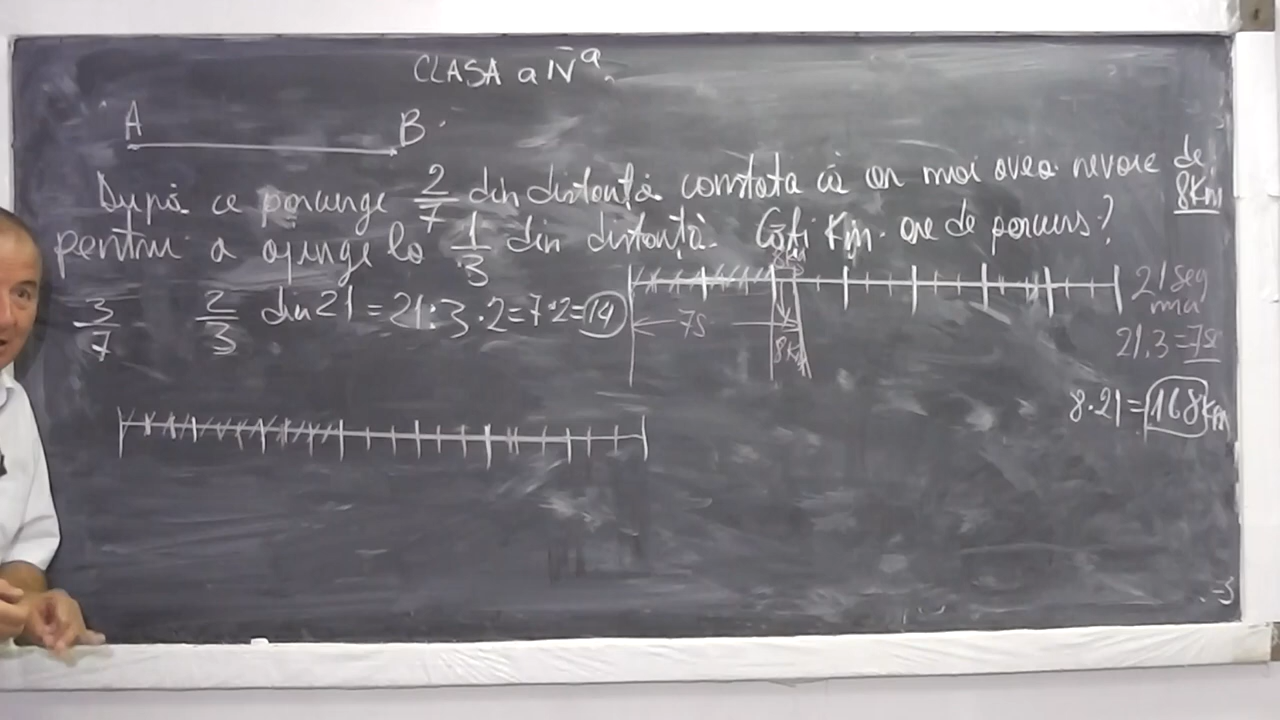 CLASA a IV a.
A B
După ce parcurge 2/7 din distanță constata că ar mai avea nevoie de 8Km
pentru a ajunge la 1/3 din distanță. Câți Km. are de parcurs?
8Km
3/7 2/3 din 21 = 21:3·2=7·2=14
7S
8Km
21 seg
mici
21:3=7s
8·21=168Km